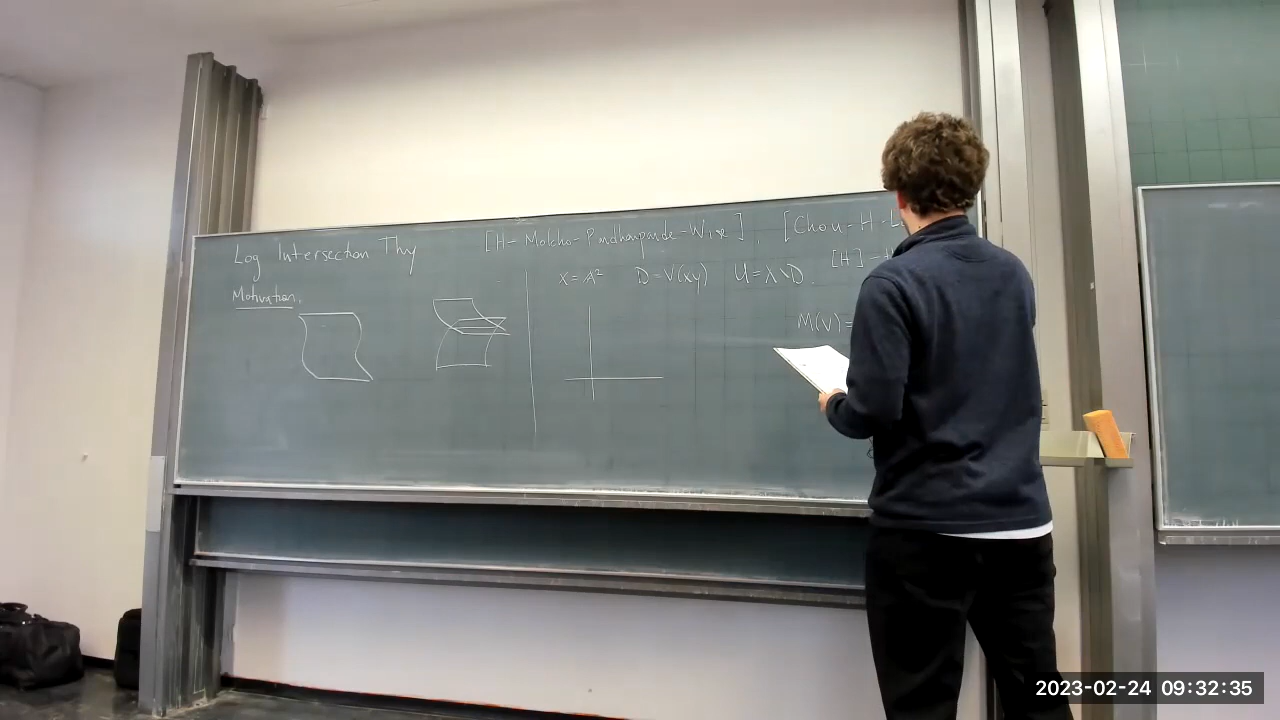 Log Intersection Thy [H-Molcho-Pandharipande-Wise], [Chou-H-L
[H]-
Motivation.
X=A² D=V(xy) U=X\D.
M(V)=
2023-02-24 09:32:35